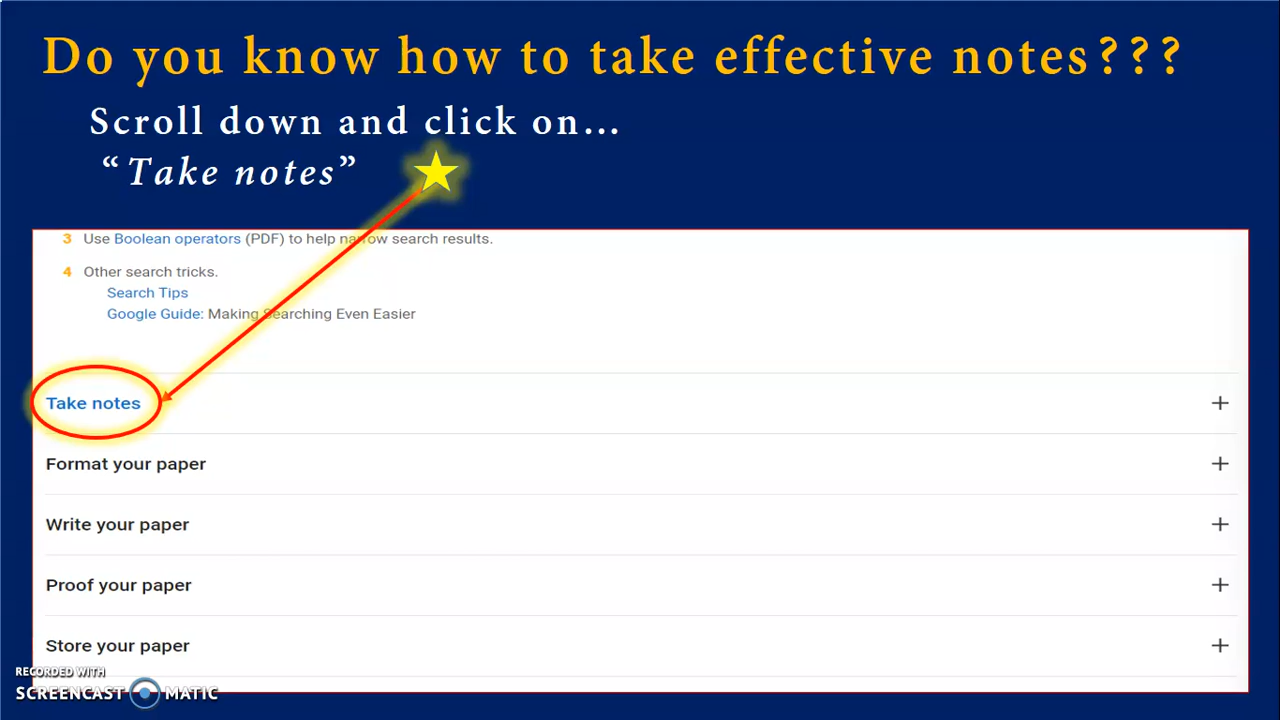 Do you know how to take effective notes???
Scroll down and click on...
“Take notes”
3 Use Boolean operators (PDF) to help narrow search results.
4 Other search tricks.
Search Tips
Google Guide: Making Searching Even Easier
Take notes
Format your paper
Write your paper
Proof your paper
Store your paper
RECORDED WITH
SCREENCAST MATIC